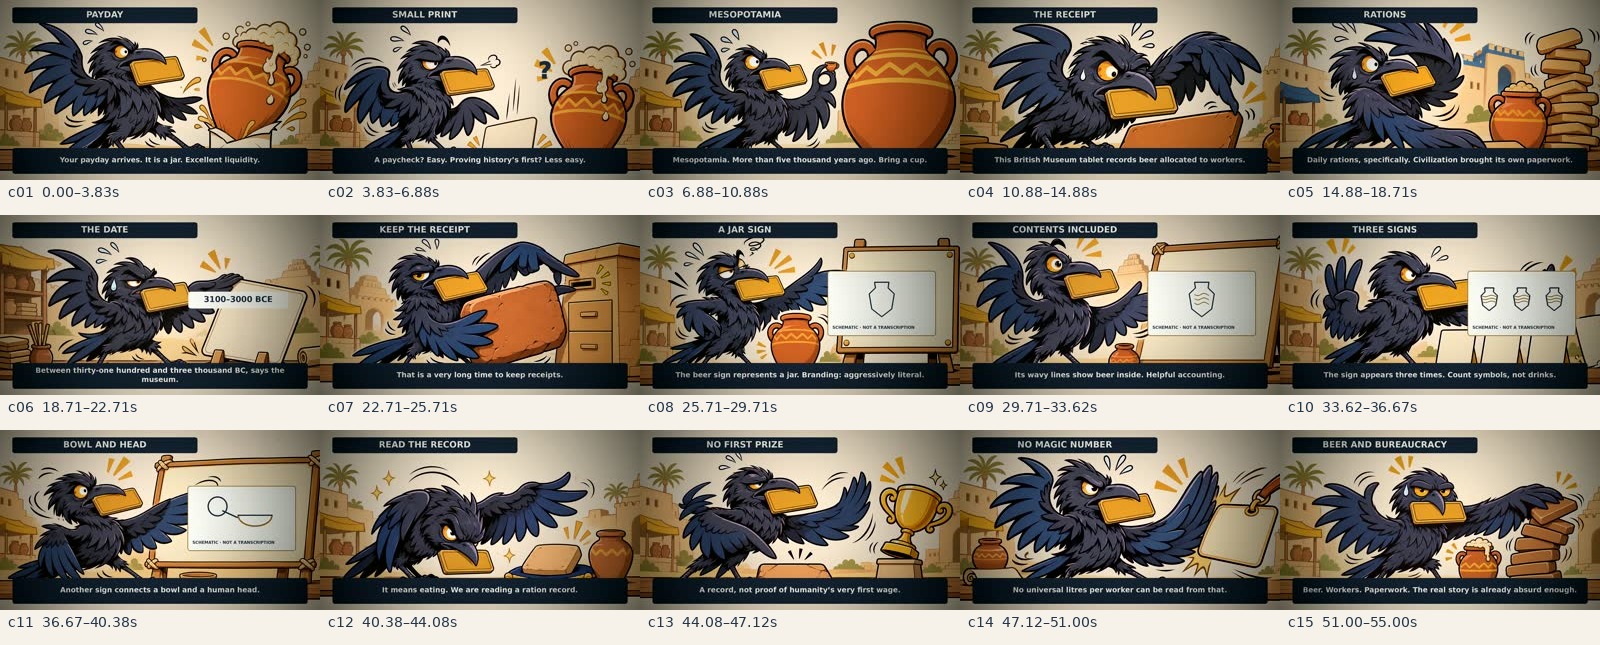 PAYDAY
Your payday arrives. It is a jar. Excellent liquidity.
c01 0.00–3.83s
SMALL PRINT
?
A paycheck? Easy. Proving history's first? Less easy.
c02 3.83–6.88s
MESOPOTAMIA
Mesopotamia. More than five thousand years ago. Bring a cup.
c03 6.88–10.88s
THE RECEIPT
This British Museum tablet records beer allocated to workers.
c04 10.88–14.88s
RATIONS
Daily rations, specifically. Civilization brought its own paperwork.
c05 14.88–18.71s
THE DATE
3100–3000 BCE
Between thirty-one hundred and three thousand BC, says the
museum.
c06 18.71–22.71s
KEEP THE RECEIPT
That is a very long time to keep receipts.
c07 22.71–25.71s
A JAR SIGN
SCHEMATIC · NOT A TRANSCRIPTION
The beer sign represents a jar. Branding: aggressively literal.
c08 25.71–29.71s
CONTENTS INCLUDED
SCHEMATIC · NOT A TRANSCRIPTION
Its wavy lines show beer inside. Helpful accounting.
c09 29.71–33.62s
THREE SIGNS
SCHEMATIC · NOT A TRANSCRIPTION
The sign appears three times. Count symbols, not drinks.
c10 33.62–36.67s
BOWL AND HEAD
SCHEMATIC · NOT A TRANSCRIPTION
Another sign connects a bowl and a human head.
c11 36.67–40.38s
READ THE RECORD
It means eating. We are reading a ration record.
c12 40.38–44.08s
NO FIRST PRIZE
A record, not proof of humanity's very first wage.
c13 44.08–47.12s
NO MAGIC NUMBER
No universal litres per worker can be read from that.
c14 47.12–51.00s
BEER AND BUREAUCRACY
Beer. Workers. Paperwork. The real story is already absurd enough.
c15 51.00–55.00s